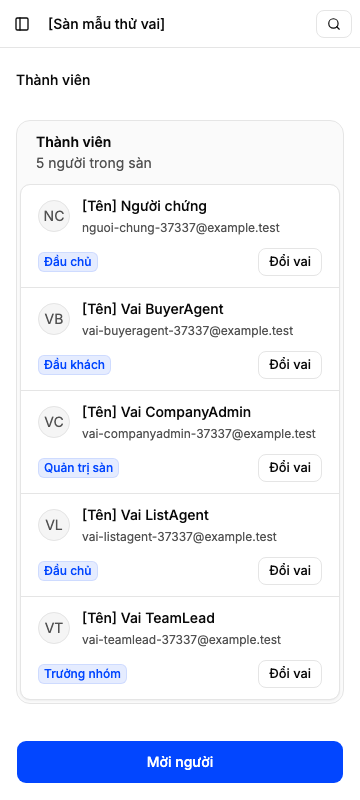 [Sàn mẫu thử vai]
Thành viên
Thành viên
5 người trong sàn
NC
[Tên] Người chứng
nguoi-chung-37337@example.test
Đầu chủ
Đổi vai
VB
[Tên] Vai BuyerAgent
vai-buyeragent-37337@example.test
Đầu khách
Đổi vai
VC
[Tên] Vai CompanyAdmin
vai-companyadmin-37337@example.test
Quản trị sàn
Đổi vai
VL
[Tên] Vai ListAgent
vai-listagent-37337@example.test
Đầu chủ
Đổi vai
VT
[Tên] Vai TeamLead
vai-teamlead-37337@example.test
Trưởng nhóm
Đổi vai
Mời người